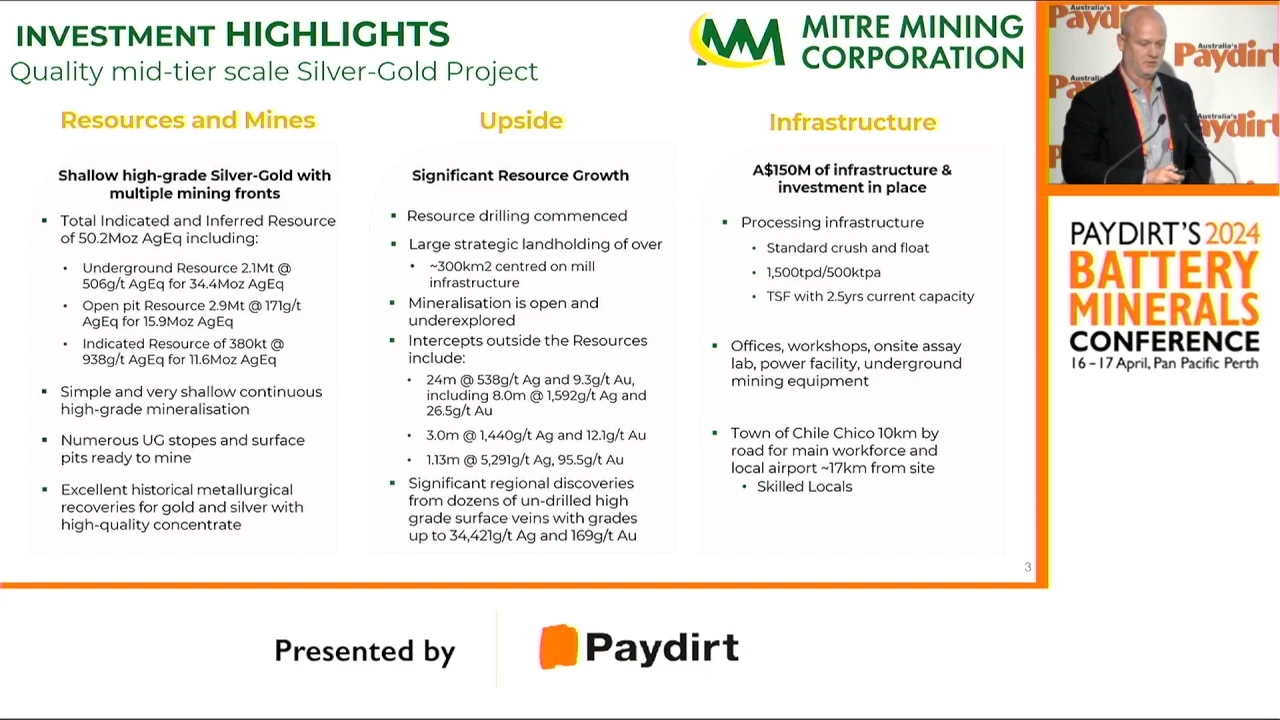 INVESTMENT HIGHLIGHTS
Quality mid-tier scale Silver-Gold Project
MITRE MINING
CORPORATION
Resources and Mines
Shallow high-grade Silver-Gold with
multiple mining fronts
▪ Total Indicated and Inferred Resource
of 50.2Moz AgEq including:
• Underground Resource 2.1Mt @
506g/t AgEq for 34.4Moz AgEq
• Open pit Resource 2.9Mt @ 171g/t
AgEq for 15.9Moz AgEq
• Indicated Resource of 380kt @
938g/t AgEq for 11.6Moz AgEq
▪ Simple and very shallow continuous
high-grade mineralisation
▪ Numerous UG stopes and surface
pits ready to mine
▪ Excellent historical metallurgical
recoveries for gold and silver with
high-quality concentrate
Upside
Significant Resource Growth
▪ Resource drilling commenced
▪ Large strategic landholding of over
• ~300km2 centred on mill
infrastructure
▪ Mineralisation is open and
underexplored
▪ Intercepts outside the Resources
include:
• 24m @ 538g/t Ag and 9.3g/t Au,
including 8.0m @ 1,592g/t Ag and
26.5g/t Au
• 3.0m @ 1,440g/t Ag and 12.1g/t Au
• 1.13m @ 5,291g/t Ag, 95.5g/t Au
▪ Significant regional discoveries
from dozens of un-drilled high
grade surface veins with grades
up to 34,421g/t Ag and 169g/t Au
Infrastructure
A$150M of infrastructure &
investment in place
▪ Processing infrastructure
• Standard crush and float
• 1,500tpd/500ktpa
• TSF with 2.5yrs current capacity
▪ Offices, workshops, onsite assay
lab, power facility, underground
mining equipment
▪ Town of Chile Chico 10km by
road for main workforce and
local airport ~17km from site
• Skilled Locals
3
Australia's
Paydirt
Australia's
Paydirt
Australia's
Australia's
Paydirt
PAYDIRT'S 2024
BATTERY
MINERALS
CONFERENCE
16 – 17 April, Pan Pacific Perth
Presented by
Paydirt